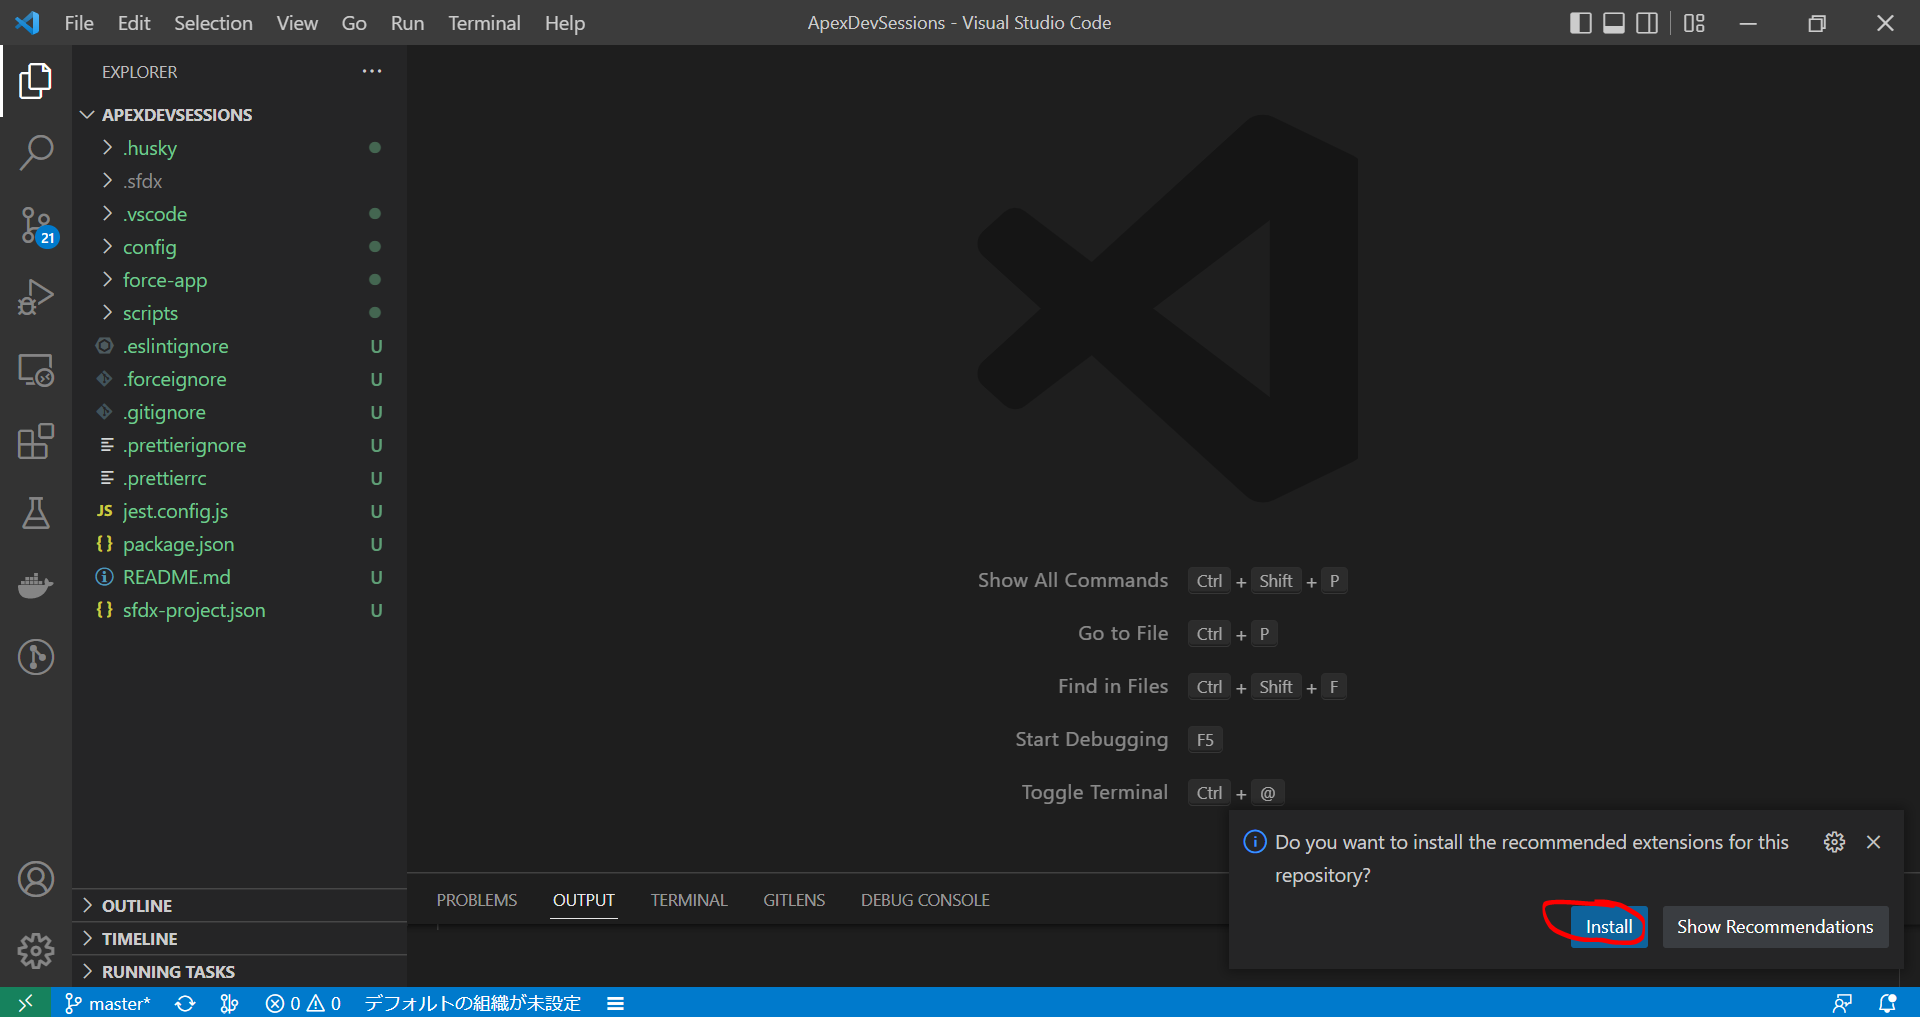 File Edit Selection View Go Run Terminal Help
ApexDevSessions - Visual Studio Code
EXPLORER
APEXDEVSESSIONS
.husky
.sfdx
.vscode
config
force-app
scripts
.eslintignore U
.forceignore U
.gitignore U
.prettierignore U
.prettierrc U
JS jest.config.js U
{} package.json U
README.md U
{} sfdx-project.json U
21
Show All Commands Ctrl + Shift + P
Go to File Ctrl + P
Find in Files Ctrl + Shift + F
Start Debugging F5
Toggle Terminal Ctrl + @
OUTLINE
TIMELINE
RUNNING TASKS
PROBLEMS OUTPUT TERMINAL GITLENS DEBUG CONSOLE
Do you want to install the recommended extensions for this
repository?
Install Show Recommendations
master* 0 0 デフォルトの組織が未設定